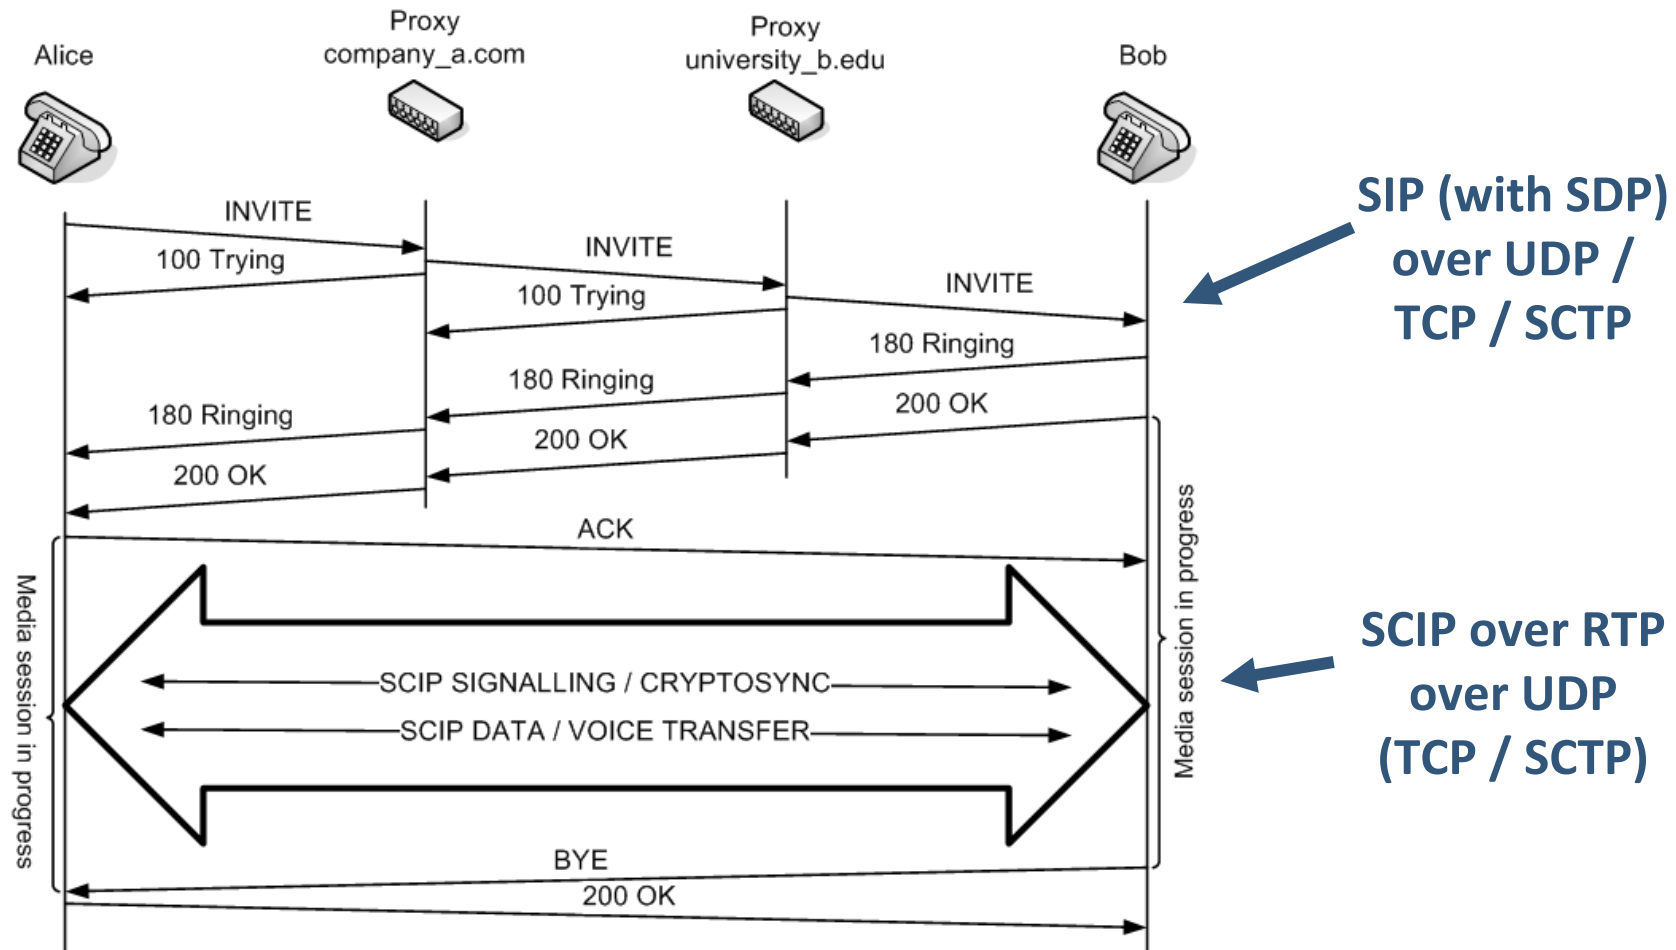 Alice
Proxy
company_a.com
Proxy
university_b.edu
Bob
INVITE
100 Trying
INVITE
100 Trying
INVITE
180 Ringing
180 Ringing
180 Ringing
200 OK
200 OK
200 OK
ACK
SCIP SIGNALLING / CRYPTOSYNC
SCIP DATA / VOICE TRANSFER
BYE
200 OK
Media session in progress
Media session in progress
SIP (with SDP)
over UDP /
TCP / SCTP
SCIP over RTP
over UDP
(TCP / SCTP)